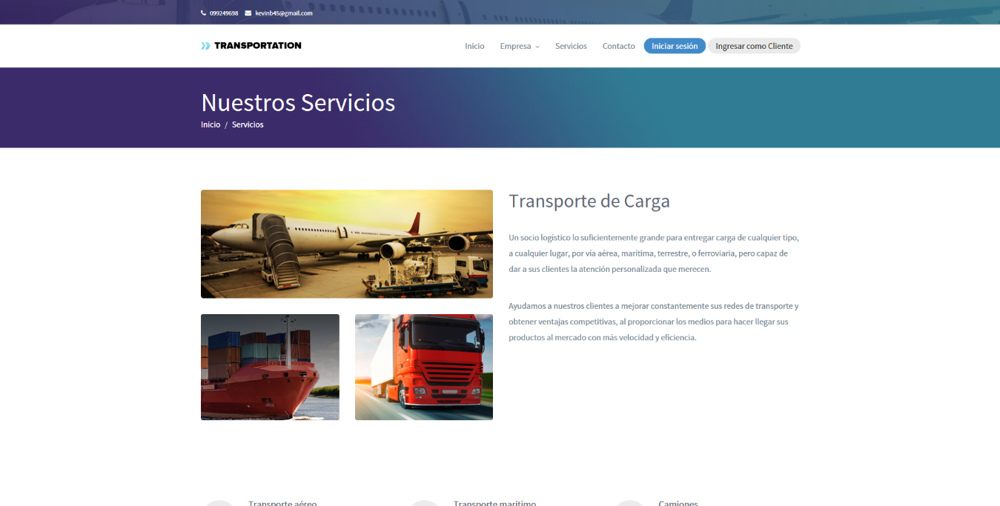 099249698 kevinb45@gmail.com
TRANSPORTATION
Inicio Empresa Servicios Contacto Iniciar sesión Ingresar como Cliente
Nuestros Servicios
Inicio / Servicios
Transporte de Carga
Un socio logístico lo suficientemente grande para entregar carga de cualquier tipo,
a cualquier lugar, por vía aérea, marítima, terrestre, o ferroviaria, pero capaz de
dar a sus clientes la atención personalizada que merecen.
Ayudamos a nuestros clientes a mejorar constantemente sus redes de transporte y
obtener ventajas competitivas, al proporcionar los medios para hacer llegar sus
productos al mercado con más velocidad y eficiencia.
Transporte aéreo Transporte marítimo Camiones